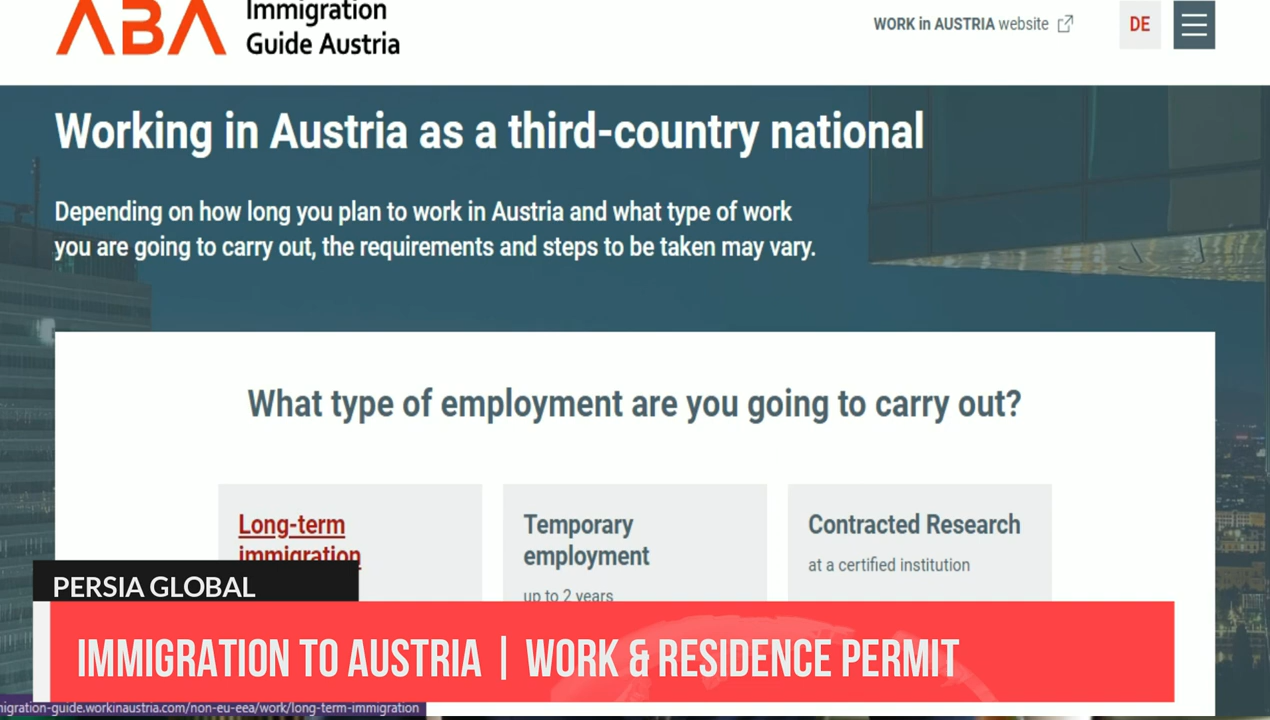 ABA
Immigration
Guide Austria
WORK in AUSTRIA website
DE
Working in Austria as a third-country national
Depending on how long you plan to work in Austria and what type of work
you are going to carry out, the requirements and steps to be taken may vary.
What type of employment are you going to carry out?
Long-term
immigration
Temporary
employment
up to 2 years
Contracted Research
at a certified institution
PERSIA GLOBAL
IMMIGRATION TO AUSTRIA | WORK & RESIDENCE PERMIT
migration-guide.workinaustria.com/non-eu-eea/work/long-term-immigration